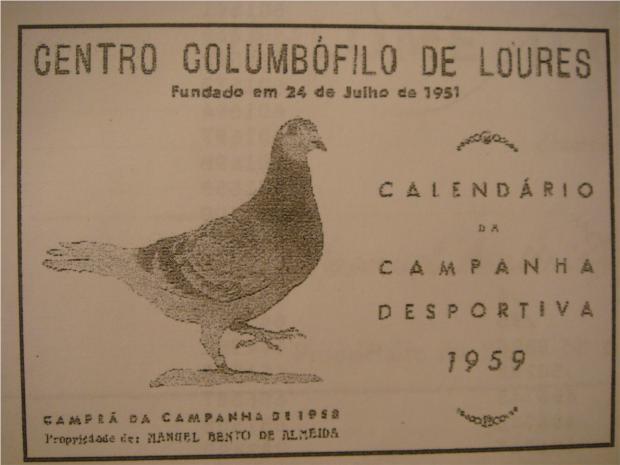 CENTRO COLUMBÓFILO DE LOURES
Fundado em 24 de Julho de 1951
CALENDÁRIO
DA
CAMPANHA
DESPORTIVA
1959
CAMPEÃ DA CAMPANHA DE 1958
Propriedade de: MANUEL BENTO DE ALMEIDA